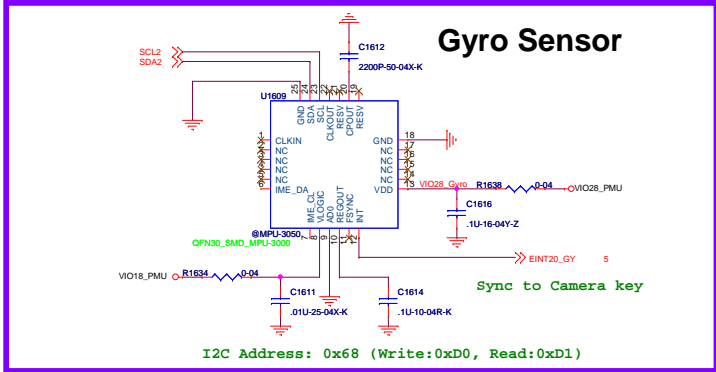 Gyro Sensor
SCL2
SDA2
C1612
2200P-50-04X-K
U1609
25
24
23
22
21
20
19
GND
SDA
SCL
CLKOUT
RESV
CPOUT
RESV
1
CLKIN
NC
NC
NC
NC
6
IME_DA
GND
18
NC
17
NC
16
NC
15
NC
14
VDD
13
VIO28_Gyro
R1638
0-04
VIO28_PMU
IME_CL
VLOGIC
AD0
REGOUT
FSYNC
INT
7
8
9
10
11
12
@MPU-3050
QFN30_SMD_MPU-3000
C1616
.1U-16-04Y-Z
EINT20_GY
5
VIO18_PMU
R1634
0-04
Sync to Camera key
C1611
.01U-25-04X-K
C1614
.1U-10-04R-K
I2C Address: 0x68 (Write:0xD0, Read:0xD1)